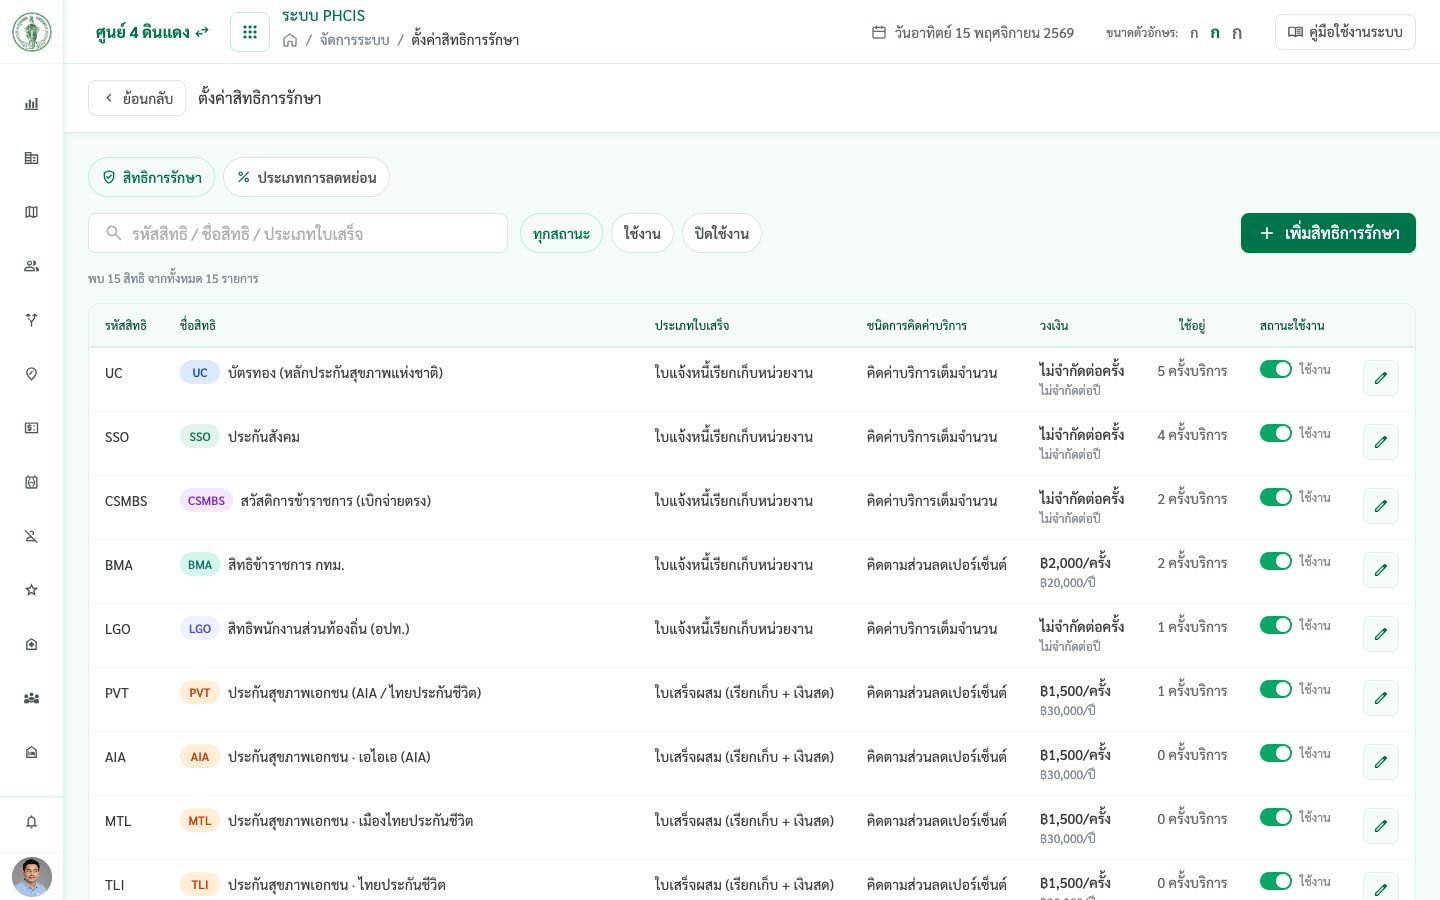 ศูนย์ 4 ดินแดง
ระบบ PHCIS
/ จัดการระบบ / ตั้งค่าสิทธิการรักษา
วันอาทิตย์ 15 พฤศจิกายน 2569
ขนาดตัวอักษร: ก ก ก
คู่มือใช้งานระบบ
ย้อนกลับ
ตั้งค่าสิทธิการรักษา
สิทธิการรักษา
ประเภทการลดหย่อน
รหัสสิทธิ / ชื่อสิทธิ / ประเภทใบเสร็จ
ทุกสถานะ
ใช้งาน
ปิดใช้งาน
เพิ่มสิทธิการรักษา
พบ 15 สิทธิ จากทั้งหมด 15 รายการ
รหัสสิทธิ ชื่อสิทธิ ประเภทใบเสร็จ ชนิดการคิดค่าบริการ วงเงิน ใช้อยู่ สถานะใช้งาน
UC UC บัตรทอง (หลักประกันสุขภาพแห่งชาติ) ใบแจ้งหนี้เรียกเก็บหน่วยงาน คิดค่าบริการเต็มจำนวน ไม่จำกัดต่อครั้ง 5 ครั้งบริการ ใช้งาน
ไม่จำกัดต่อปี
SSO SSO ประกันสังคม ใบแจ้งหนี้เรียกเก็บหน่วยงาน คิดค่าบริการเต็มจำนวน ไม่จำกัดต่อครั้ง 4 ครั้งบริการ ใช้งาน
ไม่จำกัดต่อปี
CSMBS CSMBS สวัสดิการข้าราชการ (เบิกจ่ายตรง) ใบแจ้งหนี้เรียกเก็บหน่วยงาน คิดค่าบริการเต็มจำนวน ไม่จำกัดต่อครั้ง 2 ครั้งบริการ ใช้งาน
ไม่จำกัดต่อปี
BMA BMA สิทธิข้าราชการ กทม. ใบแจ้งหนี้เรียกเก็บหน่วยงาน คิดตามส่วนลดเปอร์เซ็นต์ ฿2,000/ครั้ง 2 ครั้งบริการ ใช้งาน
฿20,000/ปี
LGO LGO สิทธิพนักงานส่วนท้องถิ่น (อปท.) ใบแจ้งหนี้เรียกเก็บหน่วยงาน คิดค่าบริการเต็มจำนวน ไม่จำกัดต่อครั้ง 1 ครั้งบริการ ใช้งาน
ไม่จำกัดต่อปี
PVT PVT ประกันสุขภาพเอกชน (AIA / ไทยประกันชีวิต) ใบเสร็จผสม (เรียกเก็บ + เงินสด) คิดตามส่วนลดเปอร์เซ็นต์ ฿1,500/ครั้ง 1 ครั้งบริการ ใช้งาน
฿30,000/ปี
AIA AIA ประกันสุขภาพเอกชน · เอไอเอ (AIA) ใบเสร็จผสม (เรียกเก็บ + เงินสด) คิดตามส่วนลดเปอร์เซ็นต์ ฿1,500/ครั้ง 0 ครั้งบริการ ใช้งาน
฿30,000/ปี
MTL MTL ประกันสุขภาพเอกชน · เมืองไทยประกันชีวิต ใบเสร็จผสม (เรียกเก็บ + เงินสด) คิดตามส่วนลดเปอร์เซ็นต์ ฿1,500/ครั้ง 0 ครั้งบริการ ใช้งาน
฿30,000/ปี
TLI TLI ประกันสุขภาพเอกชน · ไทยประกันชีวิต ใบเสร็จผสม (เรียกเก็บ + เงินสด) คิดตามส่วนลดเปอร์เซ็นต์ ฿1,500/ครั้ง 0 ครั้งบริการ ใช้งาน